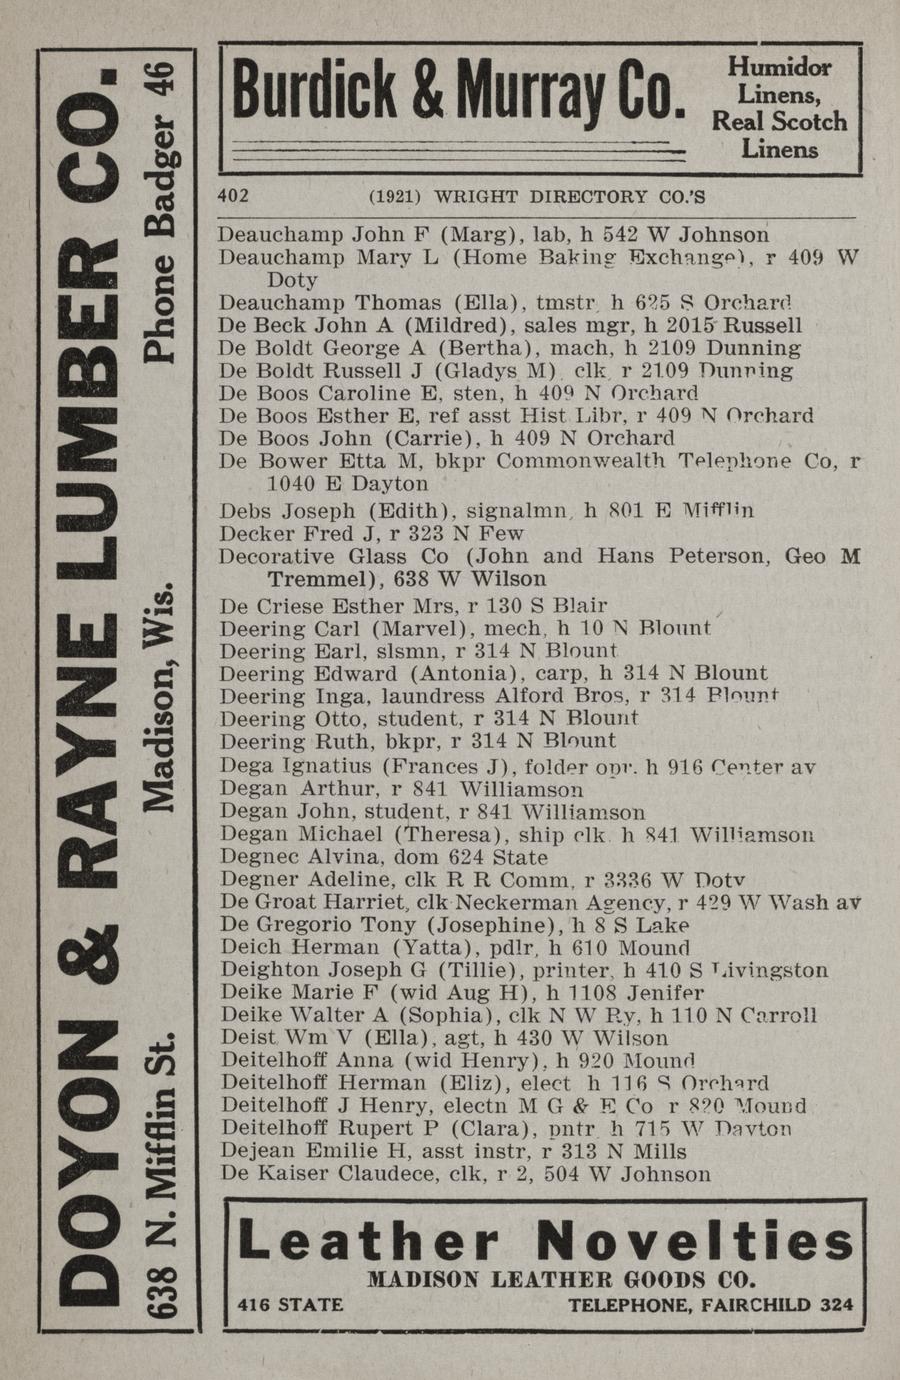 Burdick & Murray Co.
Humidor
Linens,
Real Scotch
Linens
402 (1921) WRIGHT DIRECTORY CO.'S
Deauchamp John F (Marg), lab, h 542 W Johnson
Deauchamp Mary L (Home Baking Exchange), r 409 W
Doty
Deauchamp Thomas (Ella), tmstr, h 625 S Orchard
De Beck John A (Mildred), sales mgr, h 2015 Russell
De Boldt George A (Bertha), mach, h 2109 Dunning
De Boldt Russell J (Gladys M), clk, r 2109 Dunning
De Boos Caroline E, sten, h 409 N Orchard
De Boos Esther E, ref asst Hist Libr, r 409 N Orchard
De Boos John (Carrie), h 409 N Orchard
De Bower Etta M, bkpr Commonwealth Telephone Co, r
1040 E Dayton
Debs Joseph (Edith), signalmn, h 801 E Mifflin
Decker Fred J, r 323 N Few
Decorative Glass Co (John and Hans Peterson, Geo M
Tremmel), 638 W Wilson
De Criese Esther Mrs, r 130 S Blair
Deering Carl (Marvel), mech, h 10 N Blount
Deering Earl, slsmn, r 314 N Blount
Deering Edward (Antonia), carp, h 314 N Blount
Deering Inga, laundress Alford Bros, r 314 Blount
Deering Otto, student, r 314 N Blount
Deering Ruth, bkpr, r 314 N Blount
Dega Ignatius (Frances J), folder opr, h 916 Center av
Degan Arthur, r 841 Williamson
Degan John, student, r 841 Williamson
Degan Michael (Theresa), ship clk, h 841 Williamson
Degnec Alvina, dom 624 State
Degner Adeline, clk R R Comm, r 3336 W Doty
De Groat Harriet, clk Neckerman Agency, r 429 W Wash av
De Gregorio Tony (Josephine), h 8 S Lake
Deich Herman (Yatta), pdlr, h 610 Mound
Deighton Joseph G (Tillie), printer, h 410 S Livingston
Deike Marie F (wid Aug H), h 1108 Jenifer
Deike Walter A (Sophia), clk N W Ry, h 110 N Carroll
Deist Wm V (Ella), agt, h 430 W Wilson
Deitelhoff Anna (wid Henry), h 920 Mound
Deitelhoff Herman (Eliz), elect h 116 S Orchard
Deitelhoff J Henry, electn M G & E Co r 820 Mound
Deitelhoff Rupert P (Clara), pntr, h 715 W Dayton
Dejean Emilie H, asst instr, r 313 N Mills
De Kaiser Claudece, clk, r 2, 504 W Johnson
Leather Novelties
MADISON LEATHER GOODS CO.
416 STATE TELEPHONE, FAIRCHILD 324
DOYON & RAYNE LUMBER CO.
638 N. Mifflin St. Madison, Wis. Phone Badger 46